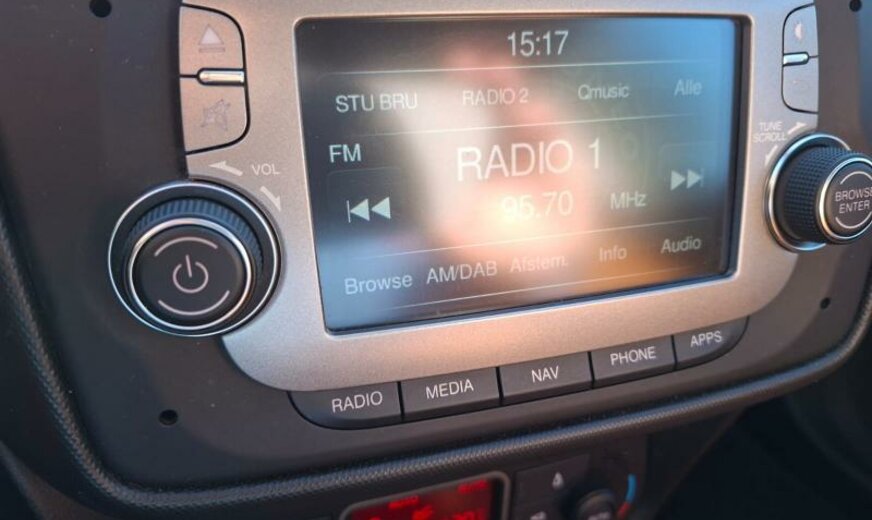 15:17
STU BRU RADIO 2 Qmusic Alle
FM
RADIO 1
95.70 MHz
Browse AM/DAB Afstem. Info Audio
VOL
TUNE
SCROLL
BROWSE
ENTER
RADIO MEDIA NAV PHONE APPS